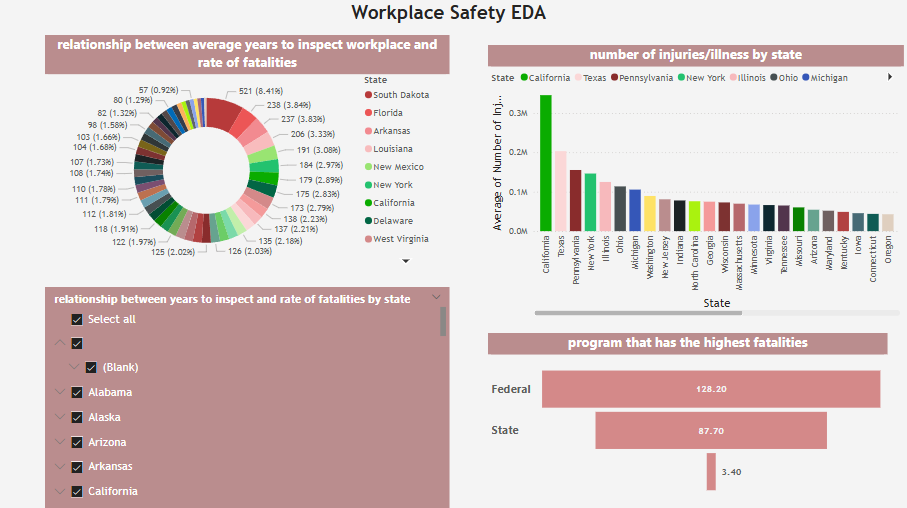 Workplace Safety EDA
relationship between average years to inspect workplace and
rate of fatalities
57 (0.92%)
80 (1.29%)
82 (1.32%)
98 (1.58%)
103 (1.66%)
104 (1.68%)
107 (1.73%)
108 (1.74%)
110 (1.78%)
111 (1.79%)
112 (1.81%)
118 (1.91%)
122 (1.97%)
125 (2.02%)
521 (8.41%)
238 (3.84%)
237 (3.83%)
206 (3.33%)
191 (3.08%)
184 (2.97%)
179 (2.89%)
175 (2.83%)
173 (2.79%)
138 (2.23%)
137 (2.21%)
135 (2.18%)
126 (2.03%)
State
South Dakota
Florida
Arkansas
Louisiana
New Mexico
New York
California
Delaware
West Virginia
number of injuries/illness by state
State California Texas Pennsylvania New York Illinois Ohio Michigan
Average of Number of Inj...
0.3M
0.2M
0.1M
0.0M
California
Texas
Pennsylvania
New York
Illinois
Ohio
Michigan
Washington
New Jersey
Indiana
North Carolina
Georgia
Wisconsin
Massachusetts
Minnesota
Virginia
Tennessee
Missouri
Arizona
Maryland
Kentucky
Iowa
Connecticut
Oregon
State
relationship between years to inspect and rate of fatalities by state
Select all
(Blank)
Alabama
Alaska
Arizona
Arkansas
California
program that has the highest fatalities
Federal 128.20
State 87.70
3.40